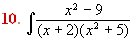 10. ∫ (x² − 9) / ((x + 2)(x² + 5))